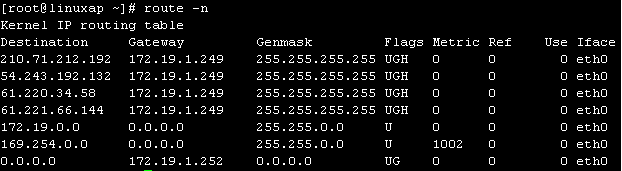 [root@linuxap ~]# route -n
Kernel IP routing table
Destination     Gateway         Genmask         Flags Metric Ref    Use Iface
210.71.212.192  172.19.1.249    255.255.255.255 UGH   0      0        0 eth0
54.243.192.132  172.19.1.249    255.255.255.255 UGH   0      0        0 eth0
61.220.34.58    172.19.1.249    255.255.255.255 UGH   0      0        0 eth0
61.221.66.144   172.19.1.249    255.255.255.255 UGH   0      0        0 eth0
172.19.0.0      0.0.0.0         255.255.0.0     U     0      0        0 eth0
169.254.0.0     0.0.0.0         255.255.0.0     U     1002   0        0 eth0
0.0.0.0         172.19.1.252    0.0.0.0         UG    0      0        0 eth0